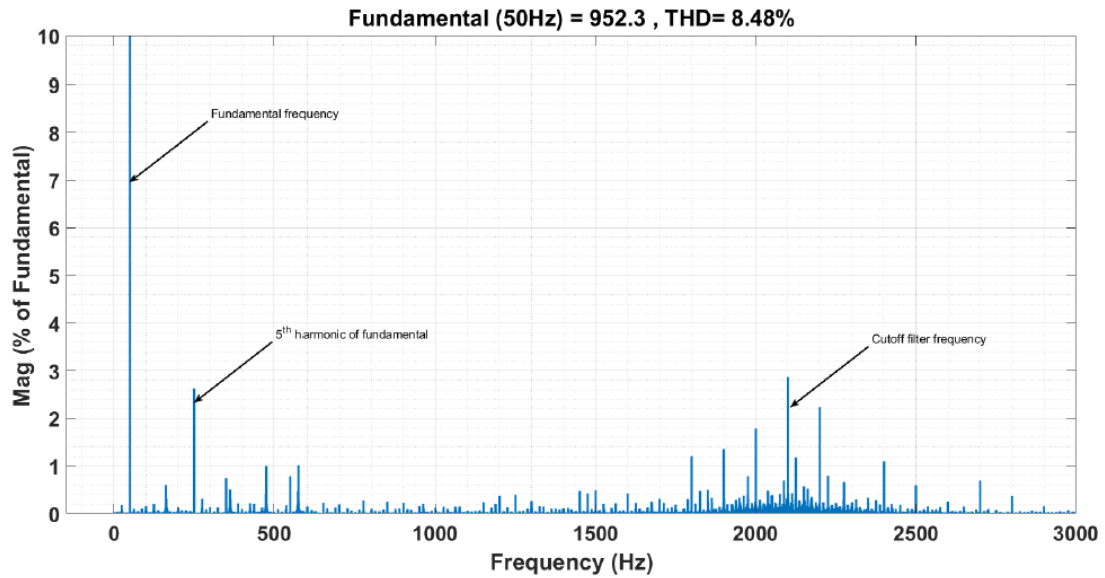 Fundamental (50Hz) = 952.3 , THD= 8.48%
10
9
8
7
6
5
4
3
2
1
0
Mag (% of Fundamental)
Fundamental frequency
5th harmonic of fundamental
Cutoff filter frequency
0 500 1000 1500 2000 2500 3000
Frequency (Hz)